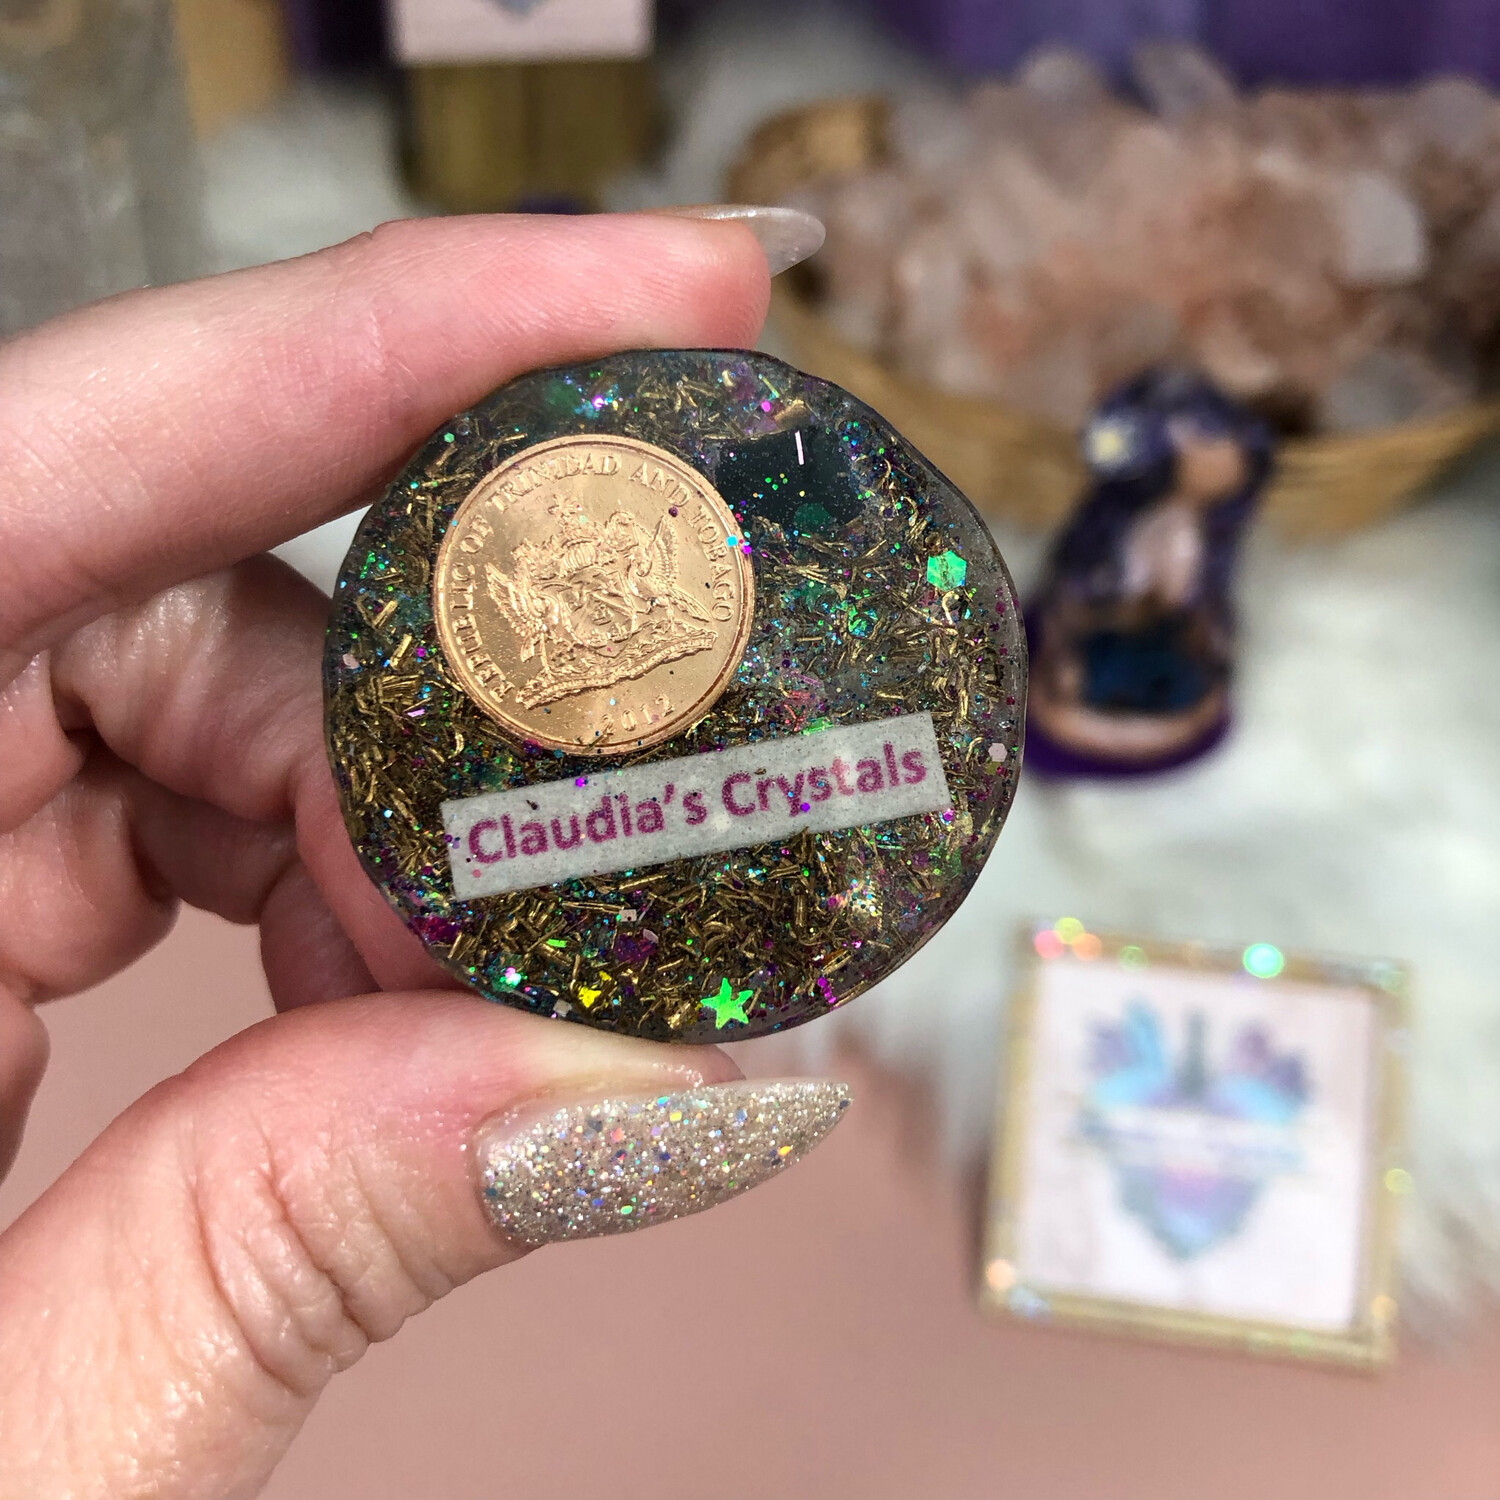 REPUBLIC OF TRINIDAD AND TOBAGO
2012
Claudia's Crystals